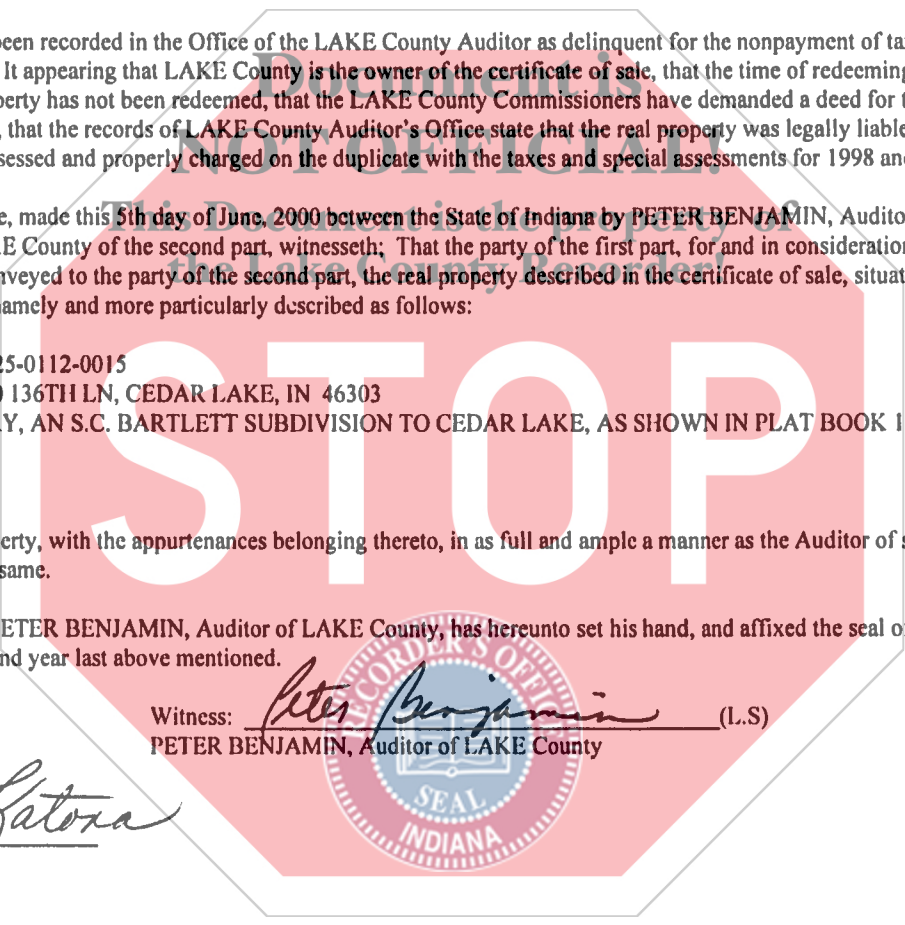 been recorded in the Office of the LAKE County Auditor as delinquent for the nonpayment of ta
It appearing that LAKE County is the owner of the certificate of sale, that the time of redeeming
perty has not been redeemed, that the LAKE County Commissioners have demanded a deed for t
, that the records of LAKE County Auditor's Office state that the real property was legally liable
sessed and properly charged on the duplicate with the taxes and special assessments for 1998 and
e, made this 5th day of June, 2000 between the State of Indiana by PETER BENJAMIN, Audito
E County of the second part, witnesseth; That the party of the first part, for and in consideration
nveyed to the party of the second part, the real property described in the certificate of sale, situat
namely and more particularly described as follows:
25-0112-0015
136TH LN, CEDAR LAKE, IN 46303
Y, AN S.C. BARTLETT SUBDIVISION TO CEDAR LAKE, AS SHOWN IN PLAT BOOK 1
erty, with the appurtenances belonging thereto, in as full and ample a manner as the Auditor of s
same.
ETER BENJAMIN, Auditor of LAKE County, has hereunto set his hand, and affixed the seal o
nd year last above mentioned.
Witness: Peter Benjamin (L.S)
PETER BENJAMIN, Auditor of LAKE County
Katona
Document is
NOT OFFICIAL!
This Document is the property of
the Lake County Recorder!
STOP
RECORDER'S OFFICE
SEAL
INDIANA